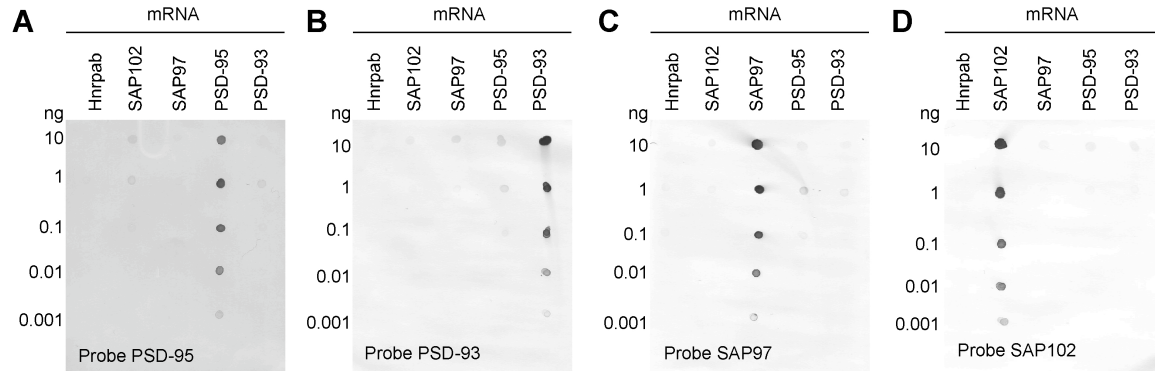 A
mRNA
Hnrpab
SAP102
SAP97
PSD-95
PSD-93
ng
10
1
0.1
0.01
0.001
Probe PSD-95
B
mRNA
Hnrpab
SAP102
SAP97
PSD-95
PSD-93
ng
10
1
0.1
0.01
0.001
Probe PSD-93
C
mRNA
Hnrpab
SAP102
SAP97
PSD-95
PSD-93
ng
10
1
0.1
0.01
0.001
Probe SAP97
D
mRNA
Hnrpab
SAP102
SAP97
PSD-95
PSD-93
ng
10
1
0.1
0.01
0.001
Probe SAP102